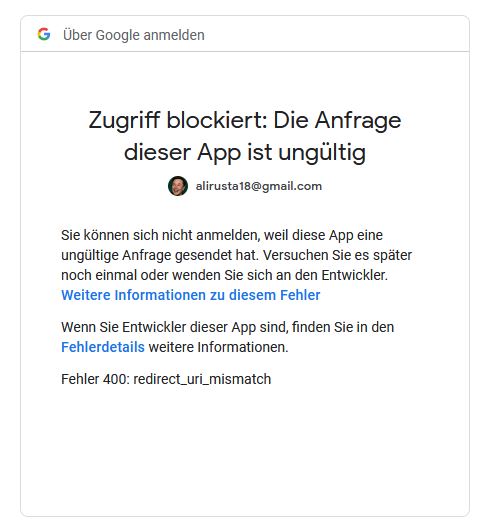 Über Google anmelden
Zugriff blockiert: Die Anfrage
dieser App ist ungültig
alirusta18@gmail.com
Sie können sich nicht anmelden, weil diese App eine
ungültige Anfrage gesendet hat. Versuchen Sie es später
noch einmal oder wenden Sie sich an den Entwickler.
Weitere Informationen zu diesem Fehler
Wenn Sie Entwickler dieser App sind, finden Sie in den
Fehlerdetails weitere Informationen.
Fehler 400: redirect_uri_mismatch